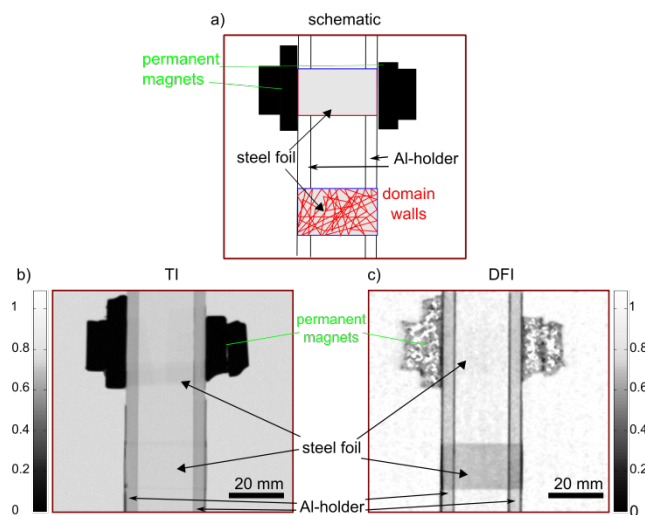 a) schematic
permanent
magnets
steel foil
Al-holder
domain
walls
b) TI
c) DFI
1
0.8
0.6
0.4
0.2
0
permanent
magnets
steel foil
20 mm
Al-holder
20 mm
1
0.8
0.6
0.4
0.2
0